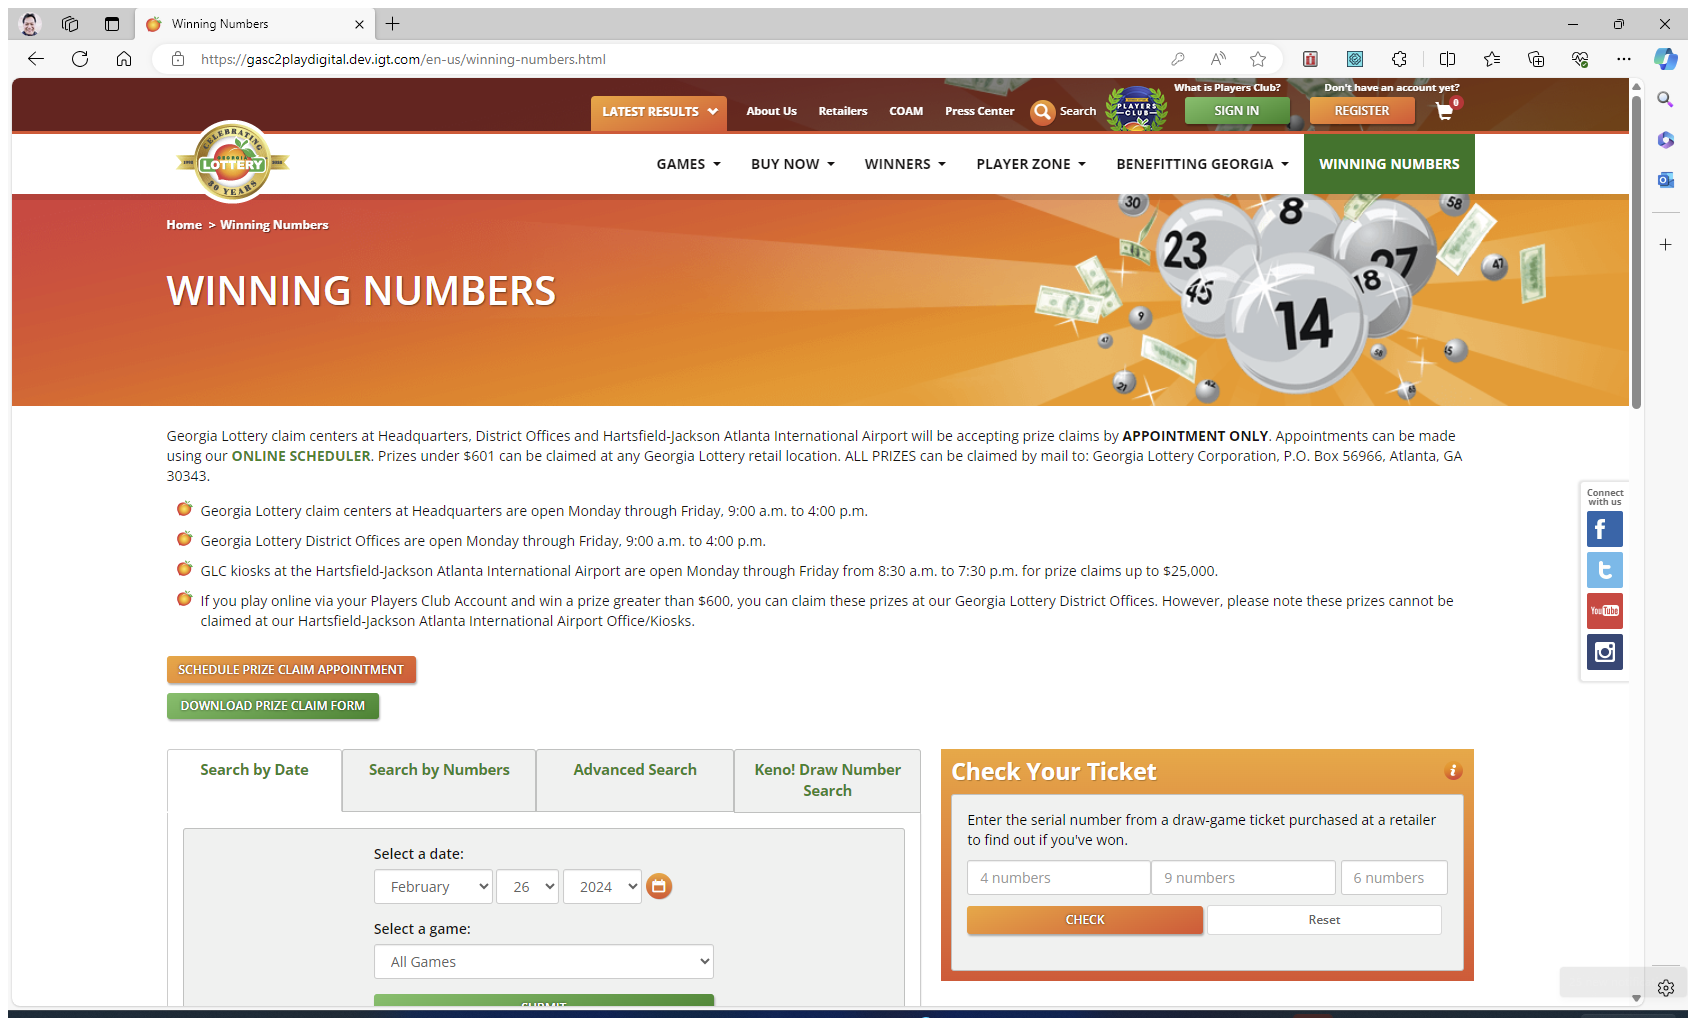 Winning Numbers
https://gasc2playdigital.dev.igt.com/en-us/winning-numbers.html
What is Players Club?
Don't have an account yet?
LATEST RESULTS
About Us
Retailers
COAM
Press Center
Search
PLAYERS
CLUB
SIGN IN
REGISTER
0
CELEBRATING
GEORGIA
LOTTERY
30 YEARS
GAMES
BUY NOW
WINNERS
PLAYER ZONE
BENEFITTING GEORGIA
WINNING NUMBERS
Home > Winning Numbers
WINNING NUMBERS
30
8
58
23
27
47
18
45
9
14
47
58
45
21
42
Georgia Lottery claim centers at Headquarters, District Offices and Hartsfield-Jackson Atlanta International Airport will be accepting prize claims by APPOINTMENT ONLY. Appointments can be made
using our ONLINE SCHEDULER. Prizes under $601 can be claimed at any Georgia Lottery retail location. ALL PRIZES can be claimed by mail to: Georgia Lottery Corporation, P.O. Box 56966, Atlanta, GA
30343.
Georgia Lottery claim centers at Headquarters are open Monday through Friday, 9:00 a.m. to 4:00 p.m.
Georgia Lottery District Offices are open Monday through Friday, 9:00 a.m. to 4:00 p.m.
GLC kiosks at the Hartsfield-Jackson Atlanta International Airport are open Monday through Friday from 8:30 a.m. to 7:30 p.m. for prize claims up to $25,000.
If you play online via your Players Club Account and win a prize greater than $600, you can claim these prizes at our Georgia Lottery District Offices. However, please note these prizes cannot be
claimed at our Hartsfield-Jackson Atlanta International Airport Office/Kiosks.
Connect
with us
YouTube
SCHEDULE PRIZE CLAIM APPOINTMENT
DOWNLOAD PRIZE CLAIM FORM
Search by Date
Search by Numbers
Advanced Search
Keno! Draw Number
Search
Select a date:
February
26
2024
Select a game:
All Games
SUBMIT
Check Your Ticket
Enter the serial number from a draw-game ticket purchased at a retailer
to find out if you've won.
4 numbers
9 numbers
6 numbers
CHECK
Reset